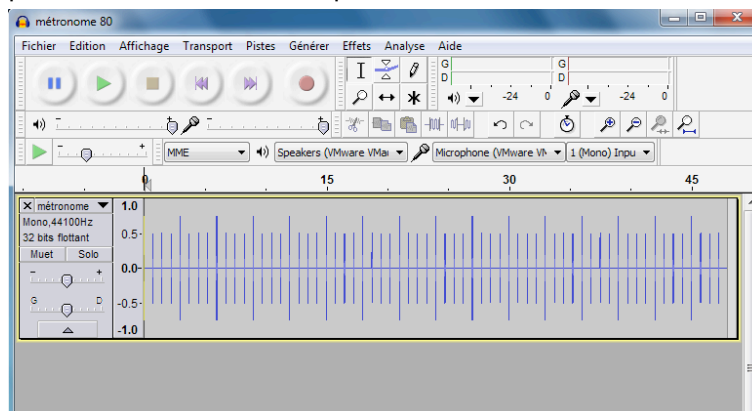 métronome 80
Fichier Edition Affichage Transport Pistes Générer Effets Analyse Aide
G
D
-24 0
G
D
-24 0
MME
Speakers (VMware VMa
Microphone (VMware VN
1 (Mono) Inpu
0 15 30 45
métronome
Mono,44100Hz
32 bits flottant
Muet Solo
- +
G D
1.0
0.5-
0.0-
-0.5-
-1.0